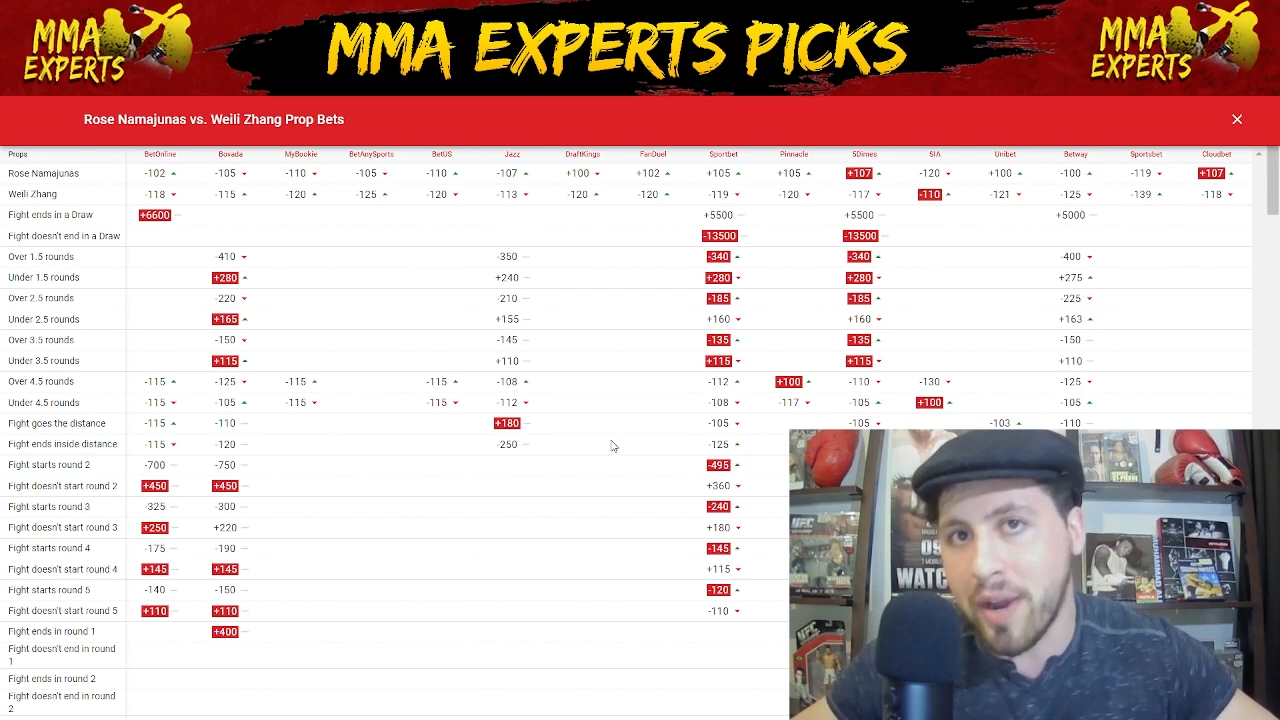 MMA
EXPERTS
MMA EXPERTS PICKS
MMA
EXPERTS
Rose Namajunas vs. Weili Zhang Prop Bets
Props BetOnline Bovada MyBookie BetAnySports BetUS Jazz DraftKings FanDuel Sportbet Pinnacle 5Dimes SIA Unibet Betway Sportsbet Cloudbet
Rose Namajunas -102 -105 -110 -105 -110 -107 +100 +102 +105 +105 +107 -120 +100 -100 -119 +107
Weili Zhang -118 -115 -120 -125 -120 -113 -120 -120 -119 -120 -117 -110 -121 -125 -139 -118
Fight ends in a Draw +6600 +5500 +5500 +5000
Fight doesn't end in a Draw -13500 -13500
Over 1.5 rounds -410 -350 -340 -340 -400
Under 1.5 rounds +280 +240 +280 +280 +275
Over 2.5 rounds -220 -210 -185 -185 -225
Under 2.5 rounds +165 +155 +160 +160 +163
Over 3.5 rounds -150 -145 -135 -135 -150
Under 3.5 rounds +115 +110 +115 +115 +110
Over 4.5 rounds -115 -125 -115 -115 -108 -112 +100 -110 -130 -125
Under 4.5 rounds -115 -105 -115 -115 -112 -108 -117 -105 +100 -105
Fight goes the distance -115 -110 +180 -105 -105 -103 -110
Fight ends inside distance -115 -120 -250 -125
Fight starts round 2 -700 -750 -495
Fight doesn't start round 2 +450 +450 +360
Fight starts round 3 -325 -300 -240
Fight doesn't start round 3 +250 +220 +180
Fight starts round 4 -175 -190 -145
Fight doesn't start round 4 +145 +145 +115
Fight starts round 5 -140 -150 -120
Fight doesn't start round 5 +110 +110 -110
Fight ends in round 1 +400
Fight doesn't end in round
1
Fight ends in round 2
Fight doesn't end in round
2
UFC
WATC
MUHAMMAD
UFC